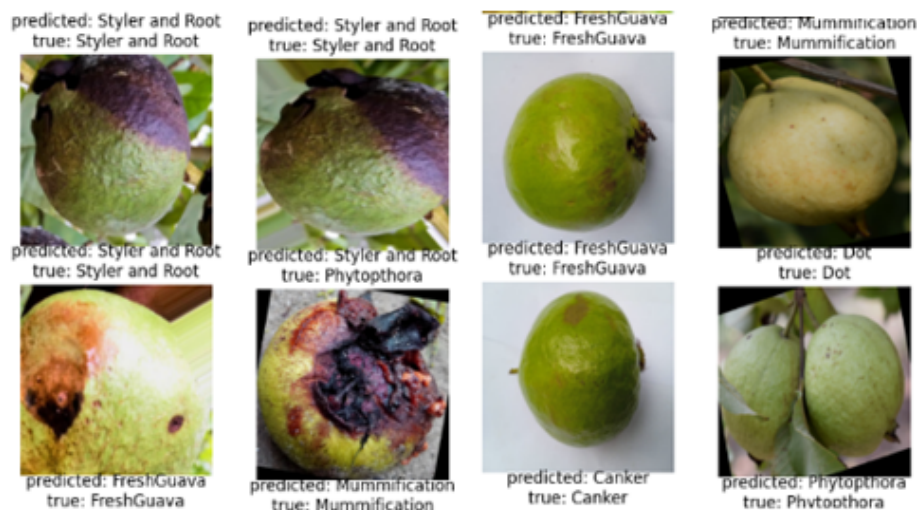 predicted: Styler and Root
true: Styler and Root
predicted: Styler and Root
true: Styler and Root
predicted: FreshGuava
true: FreshGuava
predicted: Mummification
true: Mummification
predicted: Styler and Root
true: Styler and Root
predicted: Styler and Root
true: Phytopthora
predicted: FreshGuava
true: FreshGuava
predicted: Dot
true: Dot
predicted: FreshGuava
true: FreshGuava
predicted: Mummification
true: Mummification
predicted: Canker
true: Canker
predicted: Phytopthora
true: Phytopthora